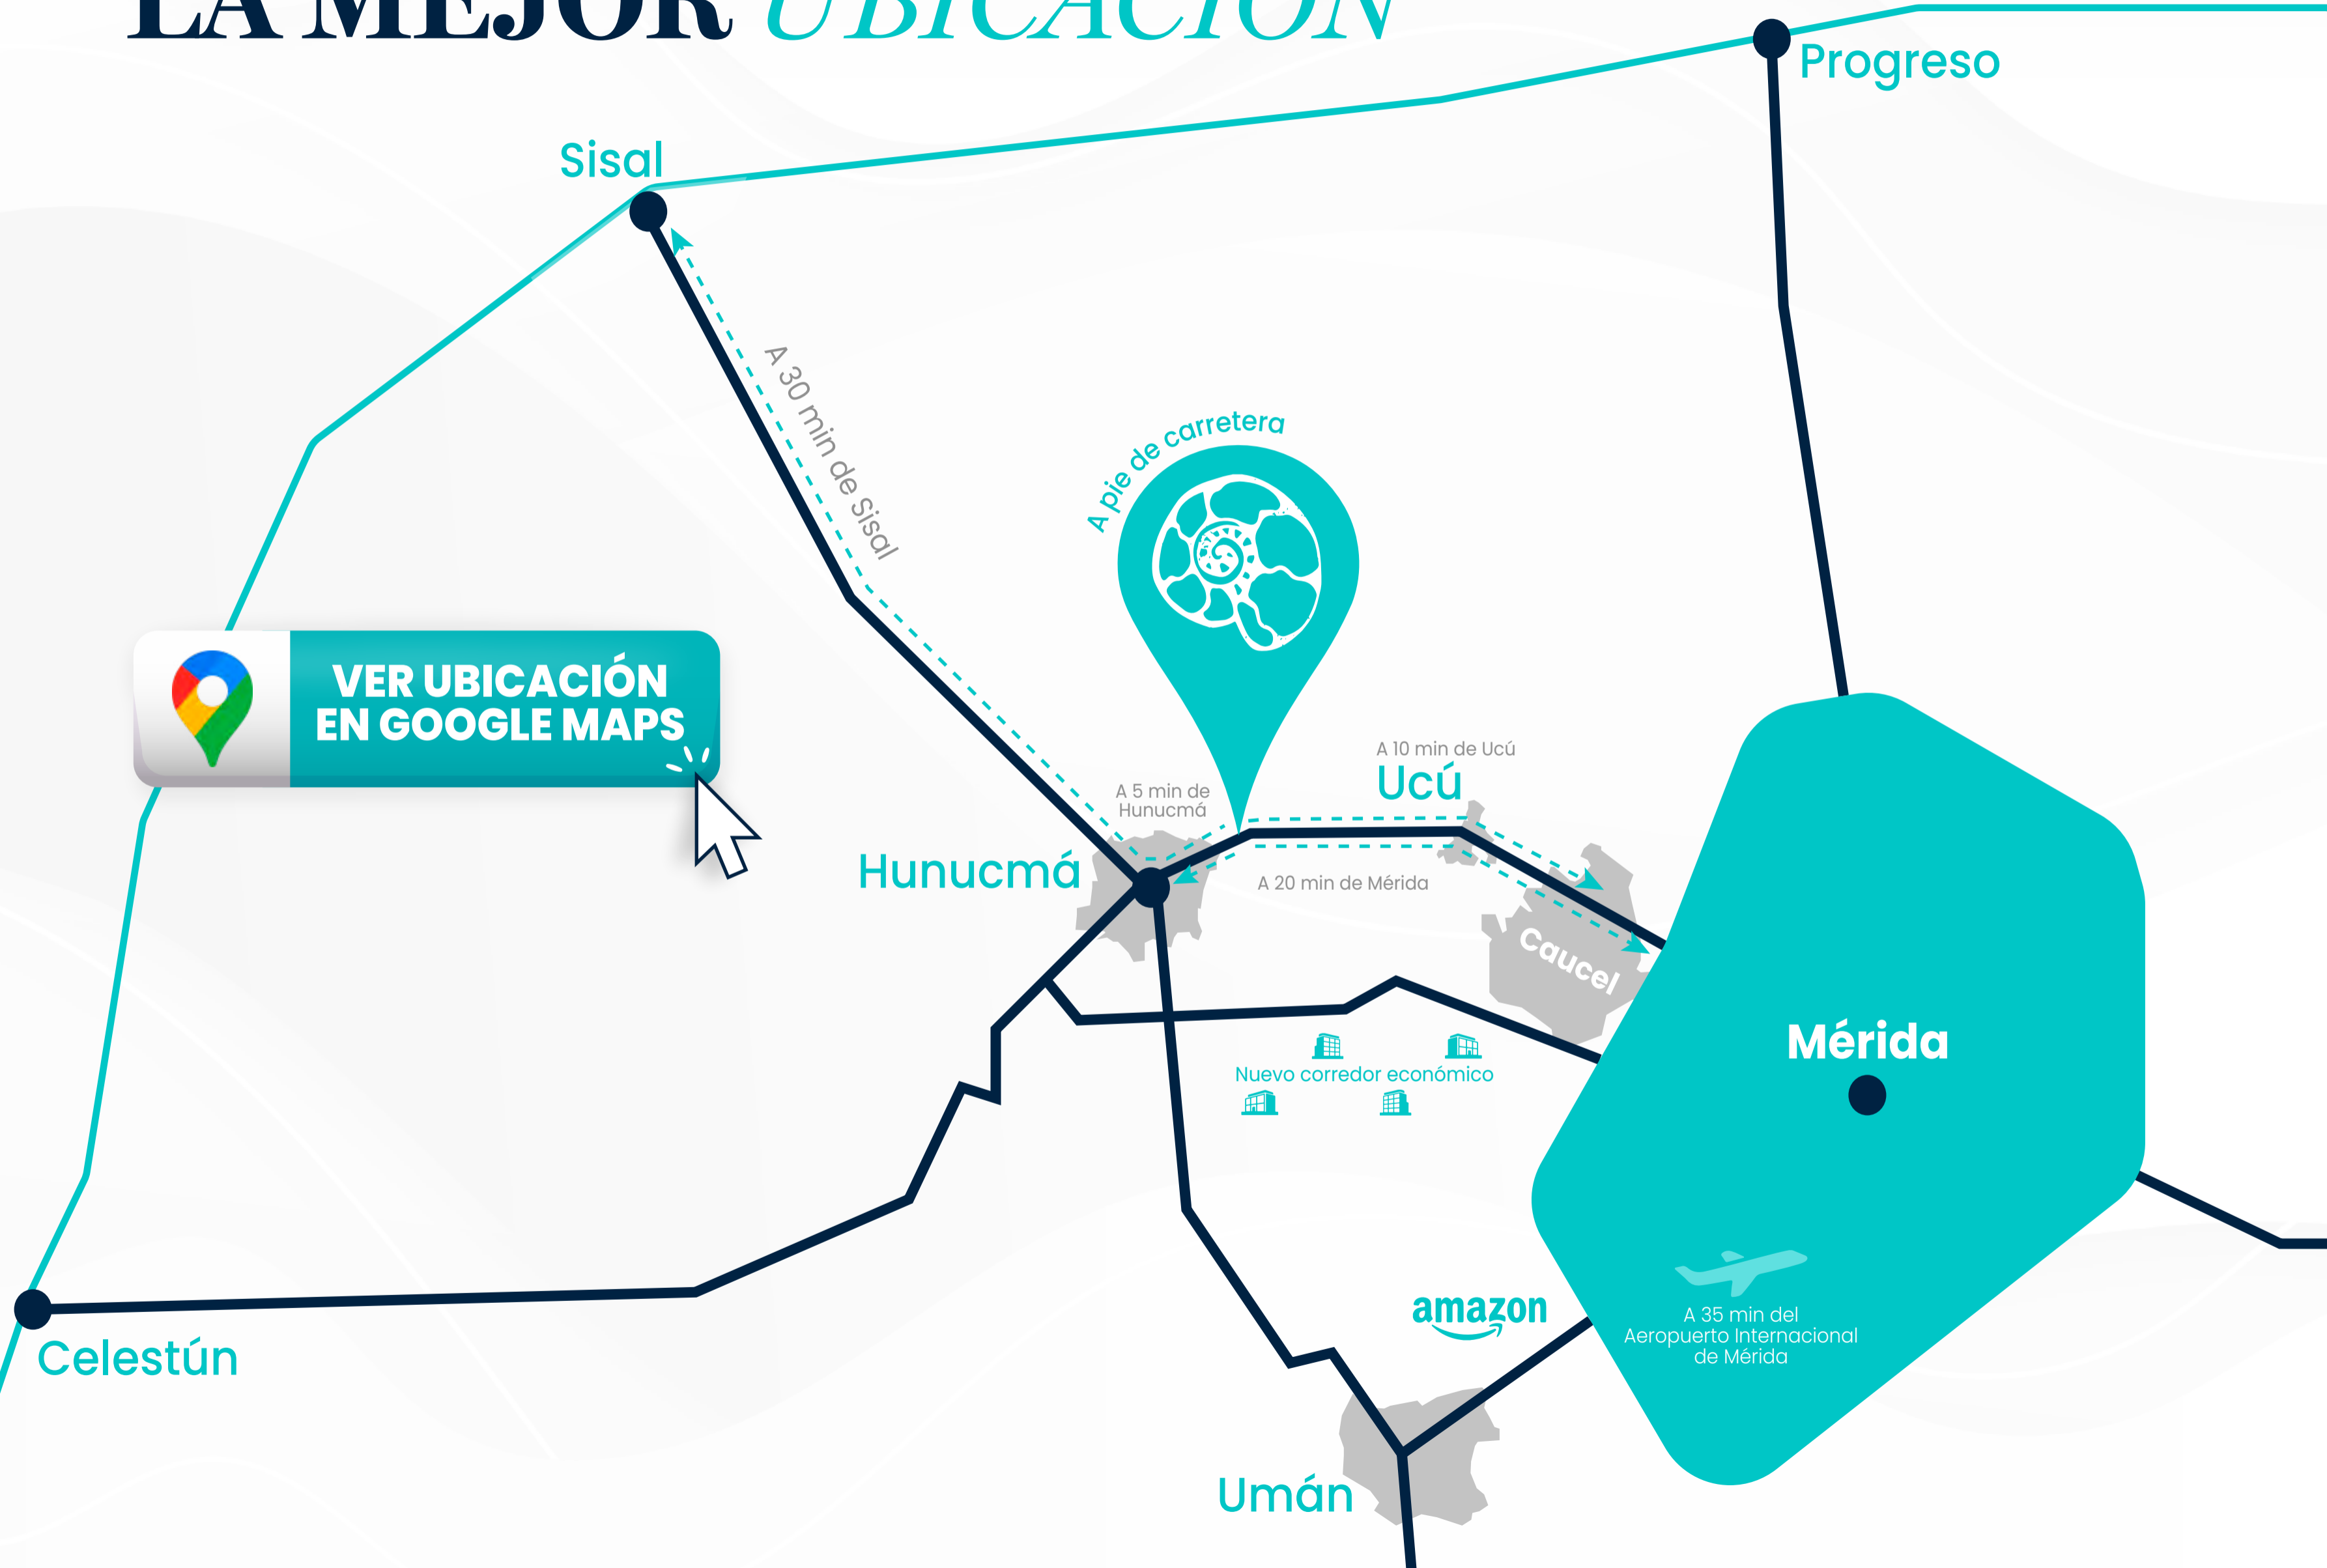 LA MEJOR UBICACIÓN
Progreso
Sisal
A 30 min de Sisal
A pie de carretera
VER UBICACIÓN
EN GOOGLE MAPS
A 10 min de Ucú
Ucú
A 5 min de
Hunucmá
Hunucmá
A 20 min de Mérida
Caucel
Mérida
Nuevo corredor económico
amazon
A 35 min del
Aeropuerto Internacional
de Mérida
Celestún
Umán